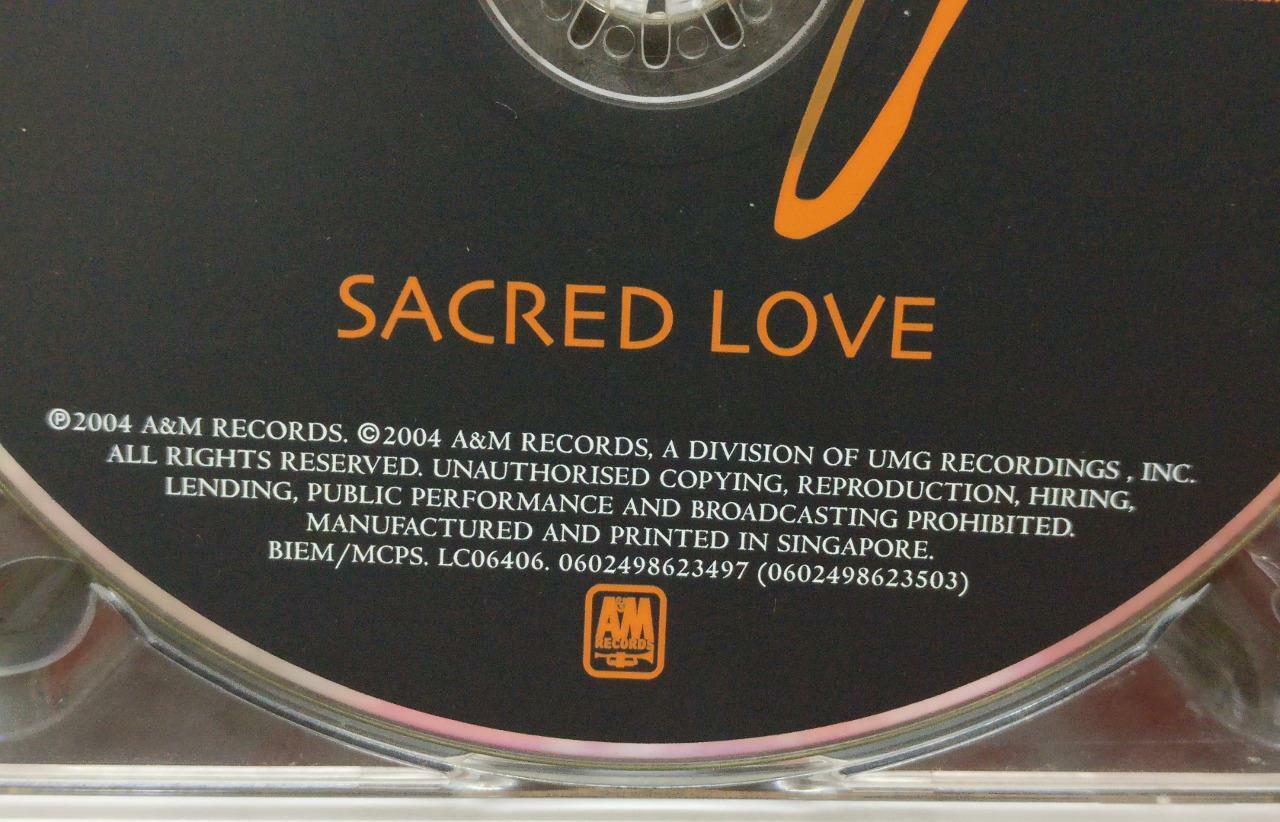 SACRED LOVE
℗2004 A&M RECORDS. ©2004 A&M RECORDS, A DIVISION OF UMG RECORDINGS , INC.
ALL RIGHTS RESERVED. UNAUTHORISED COPYING, REPRODUCTION, HIRING,
LENDING, PUBLIC PERFORMANCE AND BROADCASTING PROHIBITED.
MANUFACTURED AND PRINTED IN SINGAPORE.
BIEM/MCPS. LC06406. 0602498623497 (0602498623503)
A&M
RECORDS